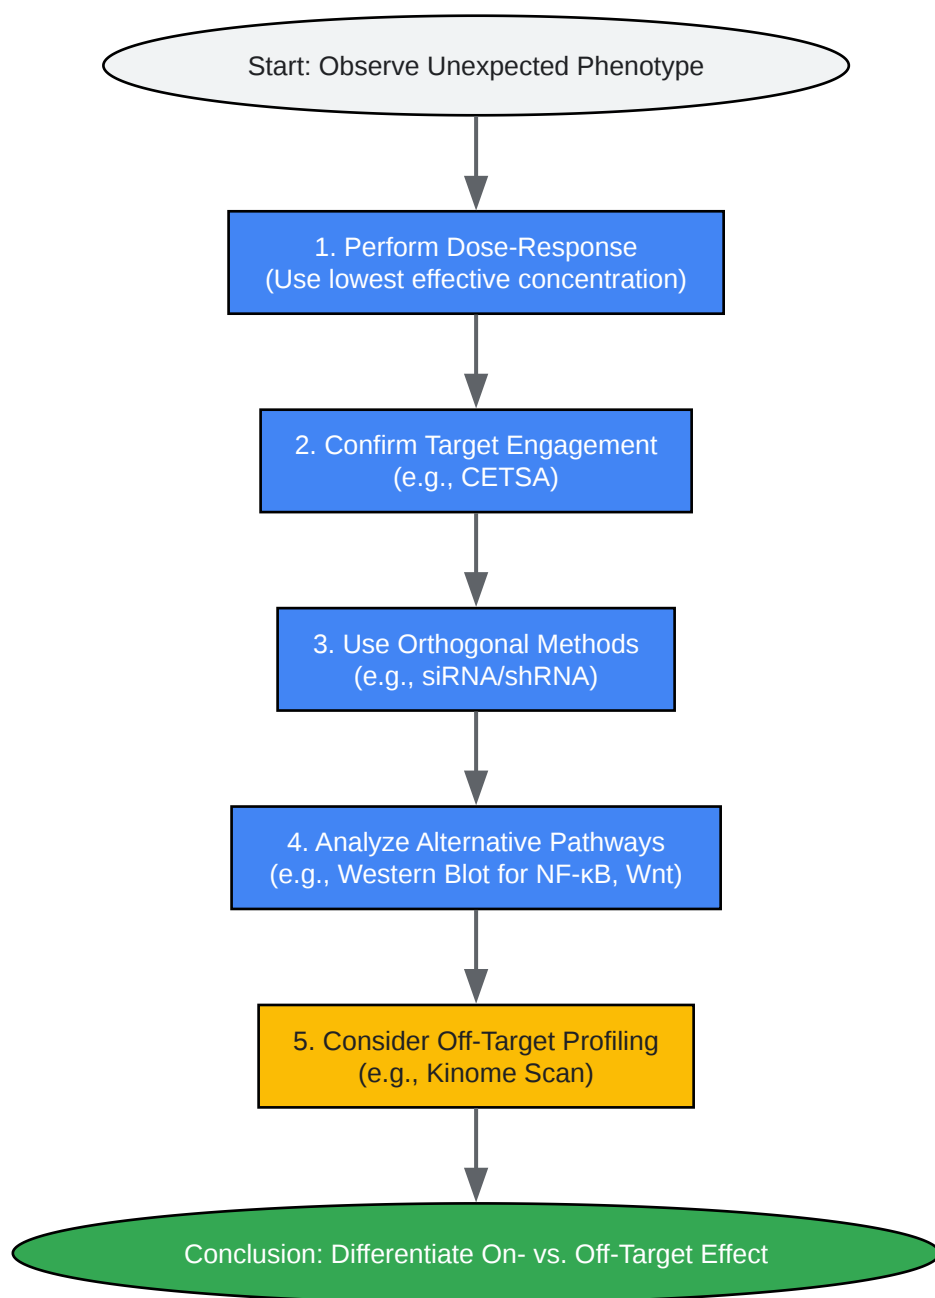 Start: Observe Unexpected Phenotype
1. Perform Dose-Response
(Use lowest effective concentration)
2. Confirm Target Engagement
(e.g., CETSA)
3. Use Orthogonal Methods
(e.g., siRNA/shRNA)
4. Analyze Alternative Pathways
(e.g., Western Blot for NF-κB, Wnt)
5. Consider Off-Target Profiling
(e.g., Kinome Scan)
Conclusion: Differentiate On- vs. Off-Target Effect